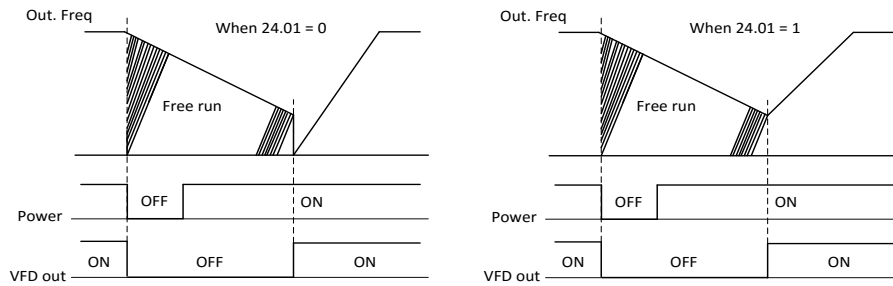 Out. Freq
When 24.01 = 0
Free run
OFF
ON
Power
ON
OFF
ON
VFD out
Out. Freq
When 24.01 = 1
Free run
OFF
ON
Power
ON
OFF
ON
VFD out